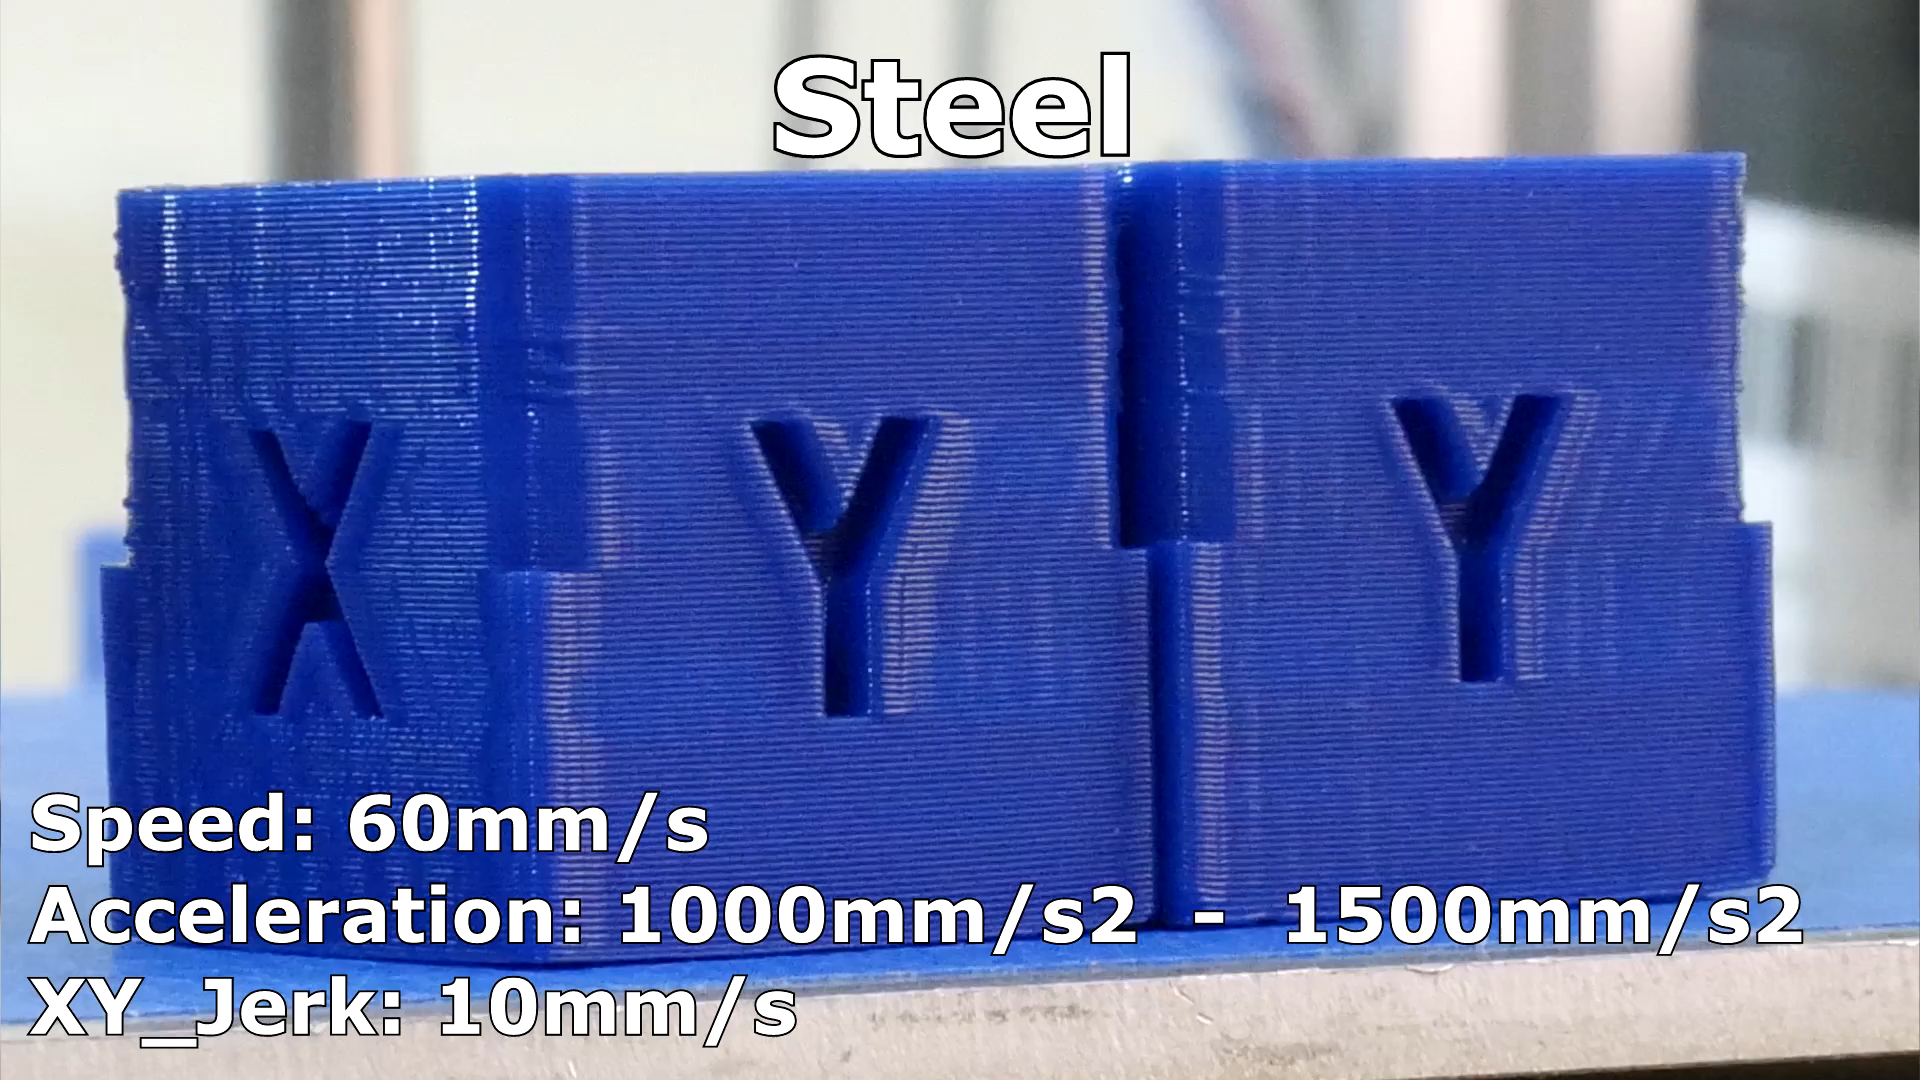 Steel
X Y Y
Speed: 60mm/s
Acceleration: 1000mm/s2 - 1500mm/s2
XY_Jerk: 10mm/s